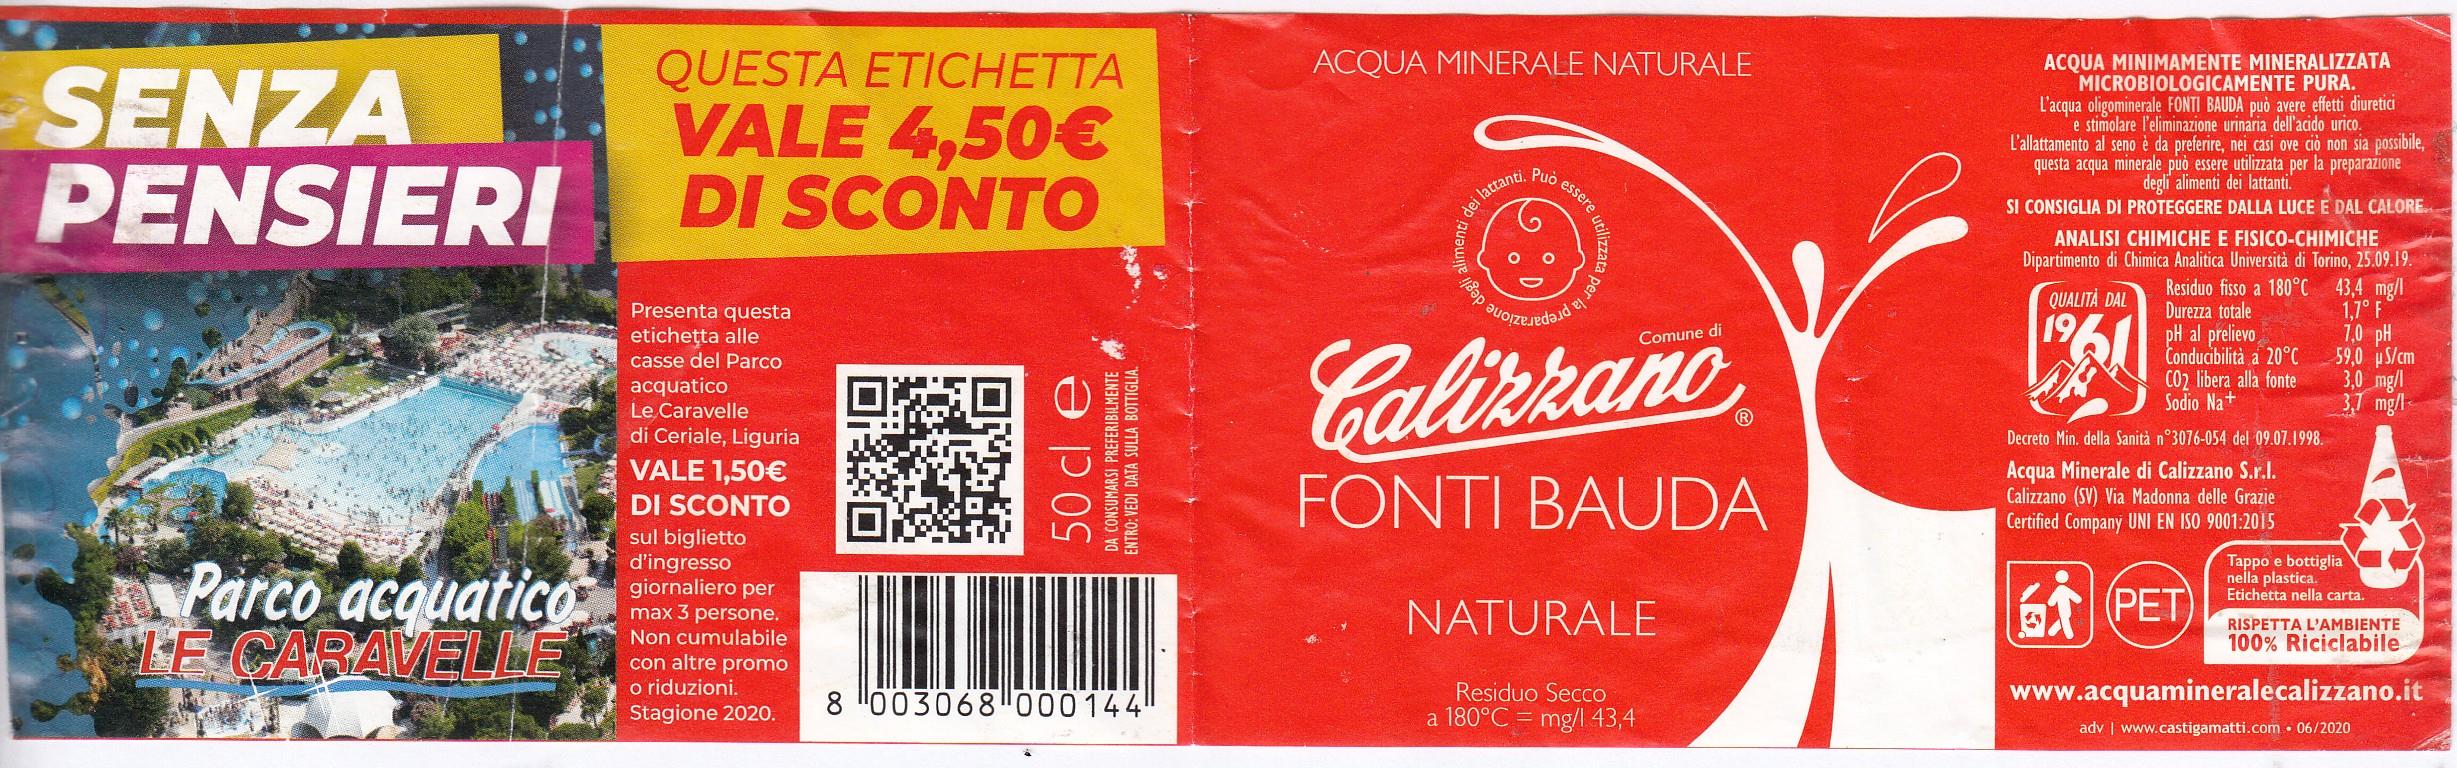 SENZA
PENSIERI
Parco acquatico
LE CARAVELLE
QUESTA ETICHETTA
VALE 4,50€
DI SCONTO
Presenta questa
etichetta alle
casse del Parco
acquatico
Le Caravelle
di Ceriale, Liguria
VALE 1,50€
DI SCONTO
sul biglietto
d'ingresso
giornaliero per
max 3 persone.
Non cumulabile
con altre promo
o riduzioni.
Stagione 2020.
50 cl e
DA CONSUMARSI PREFERIBILMENTE
ENTRO: VEDI DATA SULLA BOTTIGLIA.
8 003068 000144
ACQUA MINERALE NATURALE
Può essere utilizzata per la preparazione degli alimenti dei lattanti.
Comune di
Calizzano ®
FONTI BAUDA
NATURALE
Residuo Secco
a 180°C = mg/l 43,4
ACQUA MINIMAMENTE MINERALIZZATA
MICROBIOLOGICAMENTE PURA.
L'acqua oligominerale FONTI BAUDA può avere effetti diuretici
e stimolare l'eliminazione urinaria dell'acido urico.
L'allattamento al seno è da preferire, nei casi ove ciò non sia possibile,
questa acqua minerale può essere utilizzata per la preparazione
degli alimenti dei lattanti.
SI CONSIGLIA DI PROTEGGERE DALLA LUCE E DAL CALORE.
ANALISI CHIMICHE E FISICO-CHIMICHE
Dipartimento di Chimica Analitica Università di Torino, 25.09.19.
QUALITÀ DAL
1961
Residuo fisso a 180°C 43,4 mg/l
Durezza totale 1,7° F
pH al prelievo 7,0 pH
Conducibilità a 20°C 59,0 µS/cm
CO2 libera alla fonte 3,0 mg/l
Sodio Na+ 3,7 mg/l
Decreto Min. della Sanità n°3076-054 del 09.07.1998.
Acqua Minerale di Calizzano S.r.l.
Calizzano (SV) Via Madonna delle Grazie
Certified Company UNI EN ISO 9001:2015
PET
Tappo e bottiglia
nella plastica.
Etichetta nella carta.
RISPETTA L'AMBIENTE
100% Riciclabile
www.acquamineralecalizzano.it
adv | www.castigamatti.com • 06/2020